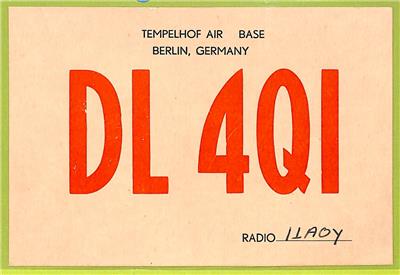 TEMPELHOF AIR BASE
BERLIN, GERMANY
DL 4QI
RADIO I1AOY